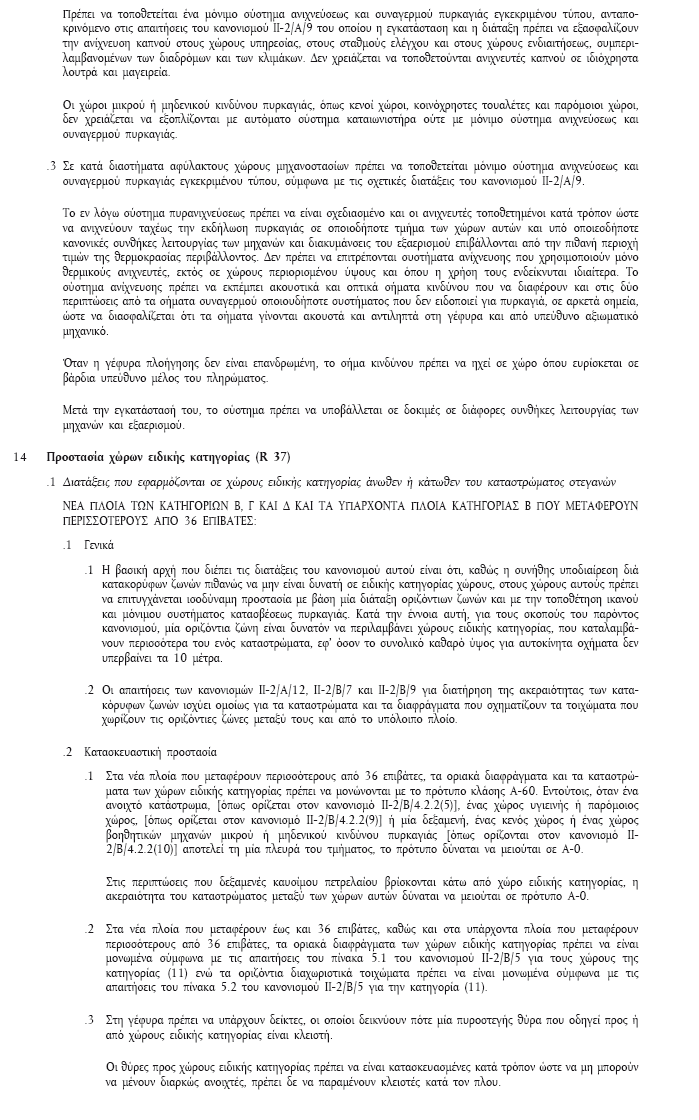 Πρέπει να τοποθετείται ένα μόνιμο σύστημα ανιχνεύσεως και συναγερμού πυρκαγιάς εγκεκριμένου τύπου, ανταπο-
κρινόμενο στις απαιτήσεις του κανονισμού II-2/A/9 του οποίου η εγκατάσταση και η διάταξη πρέπει να εξασφαλίζουν
την ανίχνευση καπνού στους χώρους υπηρεσίας, στους σταθμούς ελέγχου και στους χώρους ενδιαιτήσεως, συμπερι-
λαμβανομένων των διαδρόμων και των κλιμάκων. Δεν χρειάζεται να τοποθετούνται ανιχνευτές καπνού σε ιδιόχρηστα
λουτρά και μαγειρεία.
Οι χώροι μικρού ή μηδενικού κινδύνου πυρκαγιάς, όπως κενοί χώροι, κοινόχρηστες τουαλέτες και παρόμοιοι χώροι,
δεν χρειάζεται να εξοπλίζονται με αυτόματο σύστημα καταιωνιστήρα ούτε με μόνιμο σύστημα ανιχνεύσεως και
συναγερμού πυρκαγιάς.
.3 Σε κατά διαστήματα αφύλακτους χώρους μηχανοστασίων πρέπει να τοποθετείται μόνιμο σύστημα ανιχνεύσεως και
συναγερμού πυρκαγιάς εγκεκριμένου τύπου, σύμφωνα με τις σχετικές διατάξεις του κανονισμού II-2/A/9.
Το εν λόγω σύστημα πυρανιχνεύσεως πρέπει να είναι σχεδιασμένο και οι ανιχνευτές τοποθετημένοι κατά τρόπον ώστε
να ανιχνεύουν ταχέως την εκδήλωση πυρκαγιάς σε οποιοδήποτε τμήμα των χώρων αυτών και υπό οποιεσδήποτε
κανονικές συνθήκες λειτουργίας των μηχανών και διακυμάνσεις του εξαερισμού επιβάλλονται από την πιθανή περιοχή
τιμών της θερμοκρασίας περιβάλλοντος. Δεν πρέπει να επιτρέπονται συστήματα ανίχνευσης που χρησιμοποιούν μόνο
θερμικούς ανιχνευτές, εκτός σε χώρους περιορισμένου ύψους και όπου η χρήση τους ενδείκνυται ιδιαίτερα. Το
σύστημα ανίχνευσης πρέπει να εκπέμπει ακουστικά και οπτικά σήματα κινδύνου που να διαφέρουν και στις δύο
περιπτώσεις από τα σήματα συναγερμού οποιουδήποτε συστήματος που δεν ειδοποιεί για πυρκαγιά, σε αρκετά σημεία,
ώστε να διασφαλίζεται ότι τα σήματα γίνονται ακουστά και αντιληπτά στη γέφυρα και από υπεύθυνο αξιωματικό
μηχανικό.
Όταν η γέφυρα πλοήγησης δεν είναι επανδρωμένη, το σήμα κινδύνου πρέπει να ηχεί σε χώρο όπου ευρίσκεται σε
βάρδια υπεύθυνο μέλος του πληρώματος.
Μετά την εγκατάστασή του, το σύστημα πρέπει να υποβάλλεται σε δοκιμές σε διάφορες συνθήκες λειτουργίας των
μηχανών και εξαερισμού.
14 Προστασία χώρων ειδικής κατηγορίας (R 37)
.1 Διατάξεις που εφαρμόζονται σε χώρους ειδικής κατηγορίας άνωθεν ή κάτωθεν του καταστρώματος στεγανών
ΝΕΑ ΠΛΟΙΑ ΤΩΝ ΚΑΤΗΓΟΡΙΩΝ Β, Γ ΚΑΙ Δ ΚΑΙ ΤΑ ΥΠΑΡΧΟΝΤΑ ΠΛΟΙΑ ΚΑΤΗΓΟΡΙΑΣ Β ΠΟΥ ΜΕΤΑΦΕΡΟΥΝ
ΠΕΡΙΣΣΟΤΕΡΟΥΣ ΑΠΟ 36 ΕΠΙΒΑΤΕΣ:
.1 Γενικά
.1 Η βασική αρχή που διέπει τις διατάξεις του κανονισμού αυτού είναι ότι, καθώς η συνήθης υποδιαίρεση διά
κατακορύφων ζωνών πιθανώς να μην είναι δυνατή σε ειδικής κατηγορίας χώρους, στους χώρους αυτούς πρέπει
να επιτυγχάνεται ισοδύναμη προστασία με βάση μία διάταξη οριζόντιων ζωνών και με την τοποθέτηση ικανού
και μόνιμου συστήματος κατασβέσεως πυρκαγιάς. Κατά την έννοια αυτή, για τους σκοπούς του παρόντος
κανονισμού, μία οριζόντια ζώνη είναι δυνατόν να περιλαμβάνει χώρους ειδικής κατηγορίας, που καταλαμβά-
νουν περισσότερα του ενός καταστρώματα, εφ' όσον το συνολικό καθαρό ύψος για αυτοκίνητα οχήματα δεν
υπερβαίνει τα 10 μέτρα.
.2 Οι απαιτήσεις των κανονισμών II-2/A/12, II-2/B/7 και II-2/B/9 για διατήρηση της ακεραιότητας των κατα-
κόρυφων ζωνών ισχύει ομοίως για τα καταστρώματα και τα διαφράγματα που σχηματίζουν τα τοιχώματα που
χωρίζουν τις οριζόντιες ζώνες μεταξύ τους και από το υπόλοιπο πλοίο.
.2 Κατασκευαστική προστασία
.1 Στα νέα πλοία που μεταφέρουν περισσότερους από 36 επιβάτες, τα οριακά διαφράγματα και τα καταστρώ-
ματα των χώρων ειδικής κατηγορίας πρέπει να μονώνονται με το πρότυπο κλάσης A-60. Εντούτοις, όταν ένα
ανοιχτό κατάστρωμα, [όπως ορίζεται στον κανονισμό II-2/B/4.2.2(5)], ένας χώρος υγιεινής ή παρόμοιος
χώρος, [όπως ορίζεται στον κανονισμό II-2/B/4.2.2(9)] ή μία δεξαμενή, ένας κενός χώρος ή ένας χώρος
βοηθητικών μηχανών μικρού ή μηδενικού κινδύνου πυρκαγιάς [όπως ορίζονται στον κανονισμό II-
2/B/4.2.2(10)] αποτελεί τη μία πλευρά του τμήματος, το πρότυπο δύναται να μειούται σε A-0.
Στις περιπτώσεις που δεξαμενές καυσίμου πετρελαίου βρίσκονται κάτω από χώρο ειδικής κατηγορίας, η
ακεραιότητα του καταστρώματος μεταξύ των χώρων αυτών δύναται να μειούται σε πρότυπο A-0.
.2 Στα νέα πλοία που μεταφέρουν έως και 36 επιβάτες, καθώς και στα υπάρχοντα πλοία που μεταφέρουν
περισσότερους από 36 επιβάτες, τα οριακά διαφράγματα των χώρων ειδικής κατηγορίας πρέπει να είναι
μονωμένα σύμφωνα με τις απαιτήσεις του πίνακα 5.1 του κανονισμού II-2/B/5 για τους χώρους της
κατηγορίας (11) ενώ τα οριζόντια διαχωριστικά τοιχώματα πρέπει να είναι μονωμένα σύμφωνα με τις
απαιτήσεις του πίνακα 5.2 του κανονισμού II-2/B/5 για την κατηγορία (11).
.3 Στη γέφυρα πρέπει να υπάρχουν δείκτες, οι οποίοι δεικνύουν πότε μία πυροστεγής θύρα που οδηγεί προς ή
από χώρους ειδικής κατηγορίας είναι κλειστή.
Οι θύρες προς χώρους ειδικής κατηγορίας πρέπει να είναι κατασκευασμένες κατά τρόπον ώστε να μη μπορούν
να μένουν διαρκώς ανοιχτές, πρέπει δε να παραμένουν κλειστές κατά τον πλου.